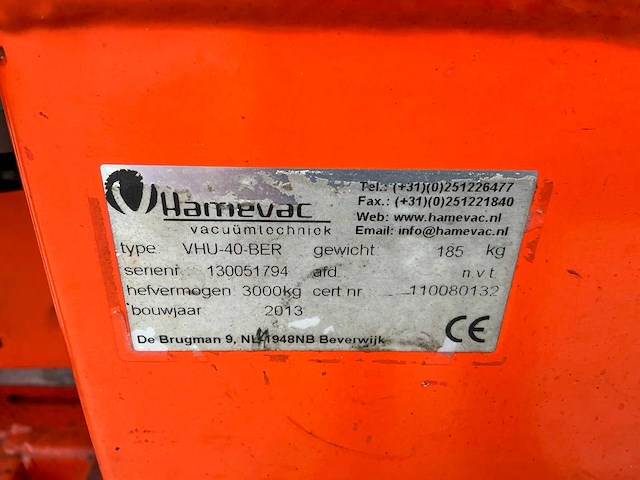 Hamevac
vacuümtechniek
Tel.: (+31)(0)251226477
Fax.: (+31)(0)251221840
Web: www.hamevac.nl
Email: info@hamevac.nl
type VHU-40-BER gewicht 185 kg
serienr 130051794 afd. n.v.t
hefvermogen 3000kg cert nr 110080132
bouwjaar 2013
De Brugman 9, NL-1948NB Beverwijk
CE